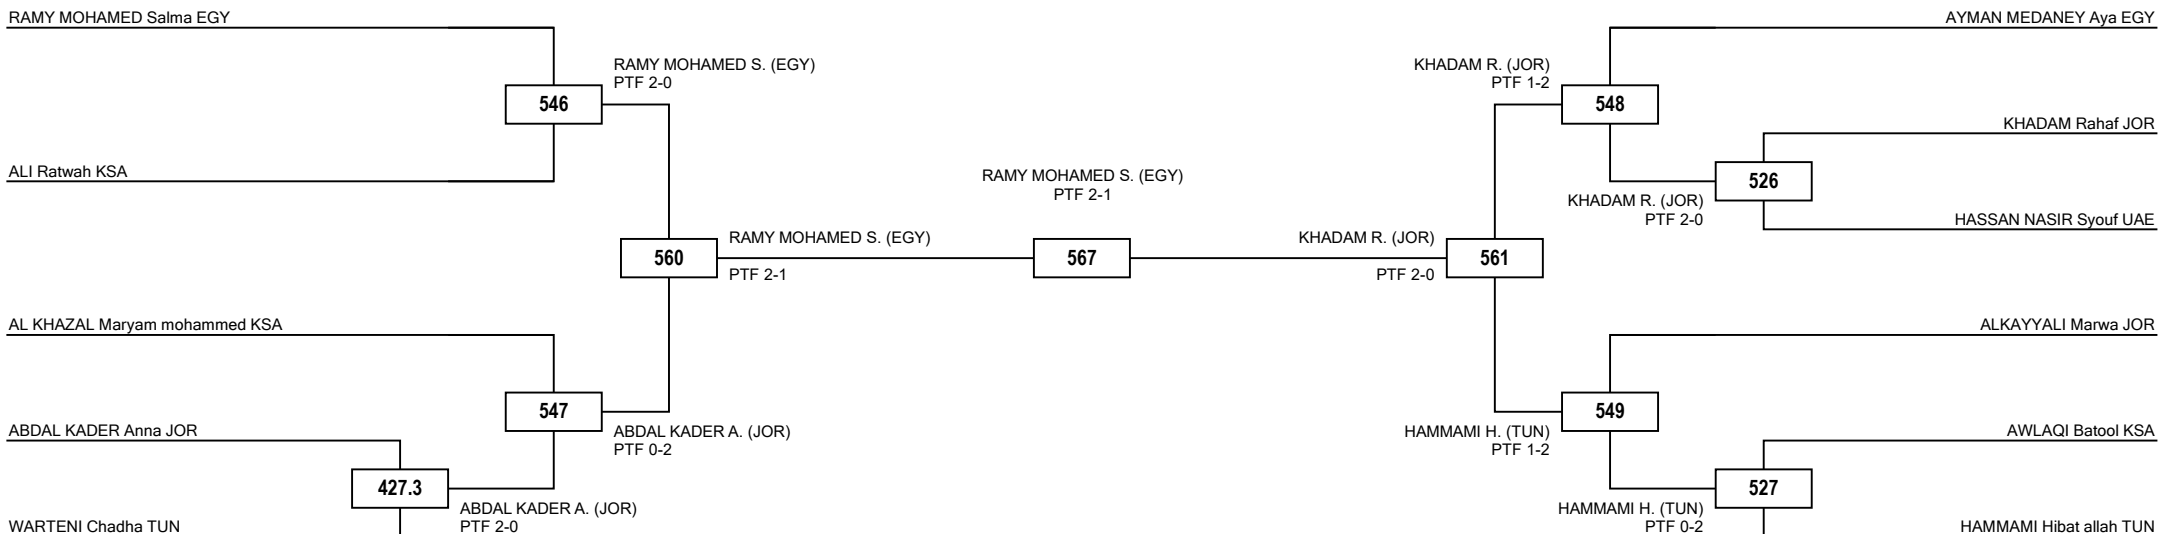 RAMY MOHAMED Salma EGY
AYMAN MEDANEY Aya EGY
RAMY MOHAMED S. (EGY)
PTF 2-0
KHADAM R. (JOR)
PTF 1-2
546
548
KHADAM Rahaf JOR
ALI Ratwah KSA
RAMY MOHAMED S. (EGY)
PTF 2-1
526
KHADAM R. (JOR)
PTF 2-0
HASSAN NASIR Syouf UAE
560
RAMY MOHAMED S. (EGY)
PTF 2-1
567
KHADAM R. (JOR)
PTF 2-0
561
AL KHAZAL Maryam mohammed KSA
ALKAYYALI Marwa JOR
547
549
ABDAL KADER Anna JOR
ABDAL KADER A. (JOR)
PTF 0-2
HAMMAMI H. (TUN)
PTF 1-2
AWLAQI Batool KSA
427.3
527
ABDAL KADER A. (JOR)
PTF 2-0
HAMMAMI H. (TUN)
PTF 0-2
WARTENI Chadha TUN
HAMMAMI Hibat allah TUN